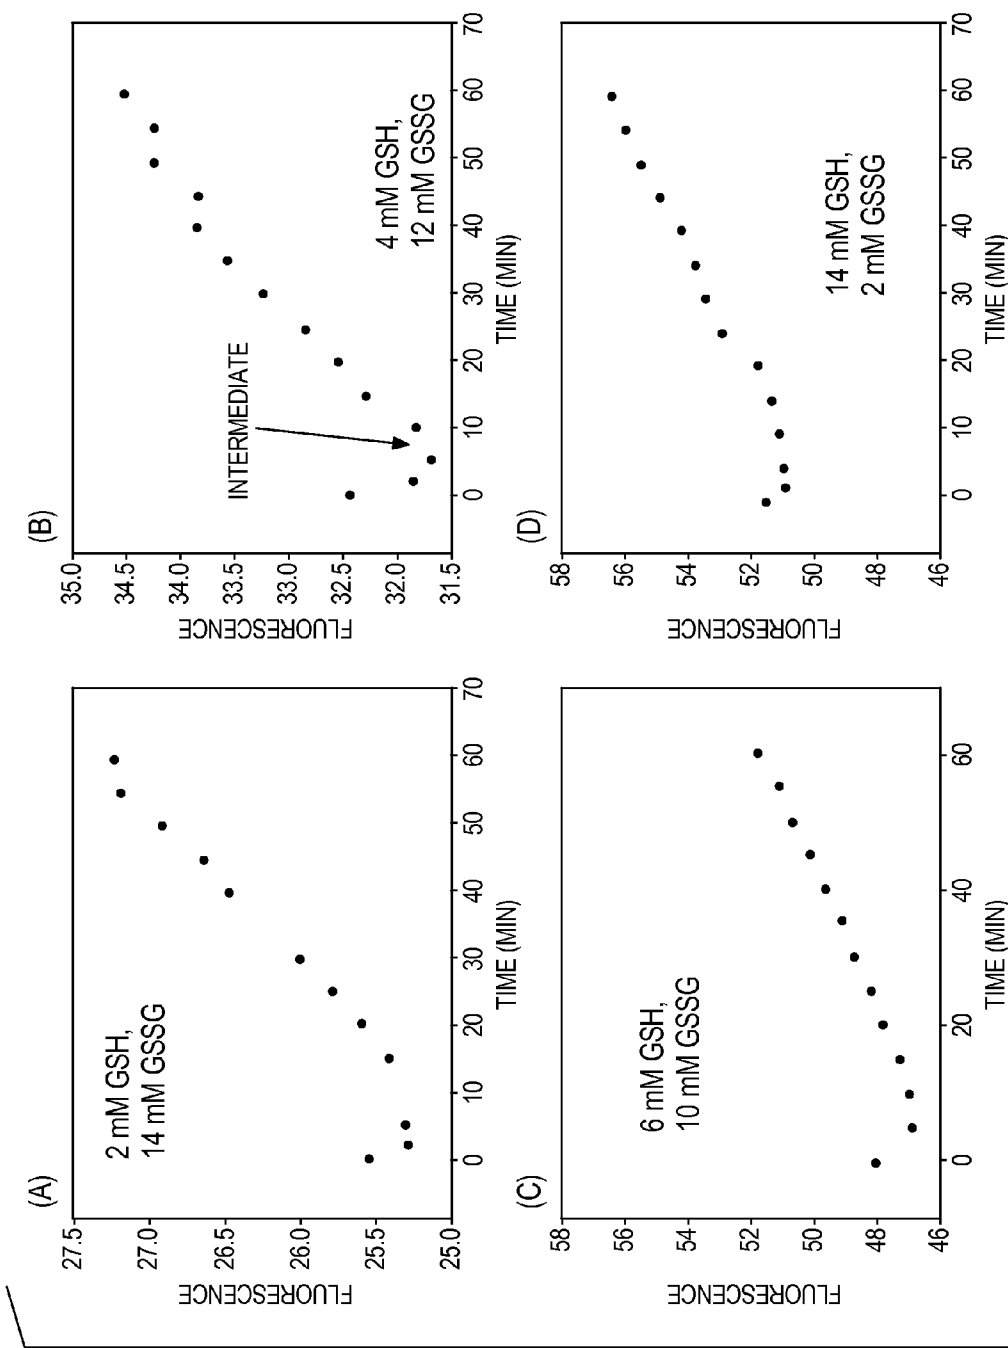 (A)
FLUORESCENCE
27.5
27.0
26.5
26.0
25.5
25.0
2 mM GSH,
14 mM GSSG
0 10 20 30 40 50 60 70
TIME (MIN)
(B)
FLUORESCENCE
35.0
34.5
34.0
33.5
33.0
32.5
32.0
31.5
INTERMEDIATE
4 mM GSH,
12 mM GSSG
0 10 20 30 40 50 60 70
TIME (MIN)
(C)
FLUORESCENCE
58
56
54
52
50
48
46
6 mM GSH,
10 mM GSSG
0 20 40 60
TIME (MIN)
(D)
FLUORESCENCE
58
56
54
52
50
48
46
14 mM GSH,
2 mM GSSG
0 10 20 30 40 50 60 70
TIME (MIN)